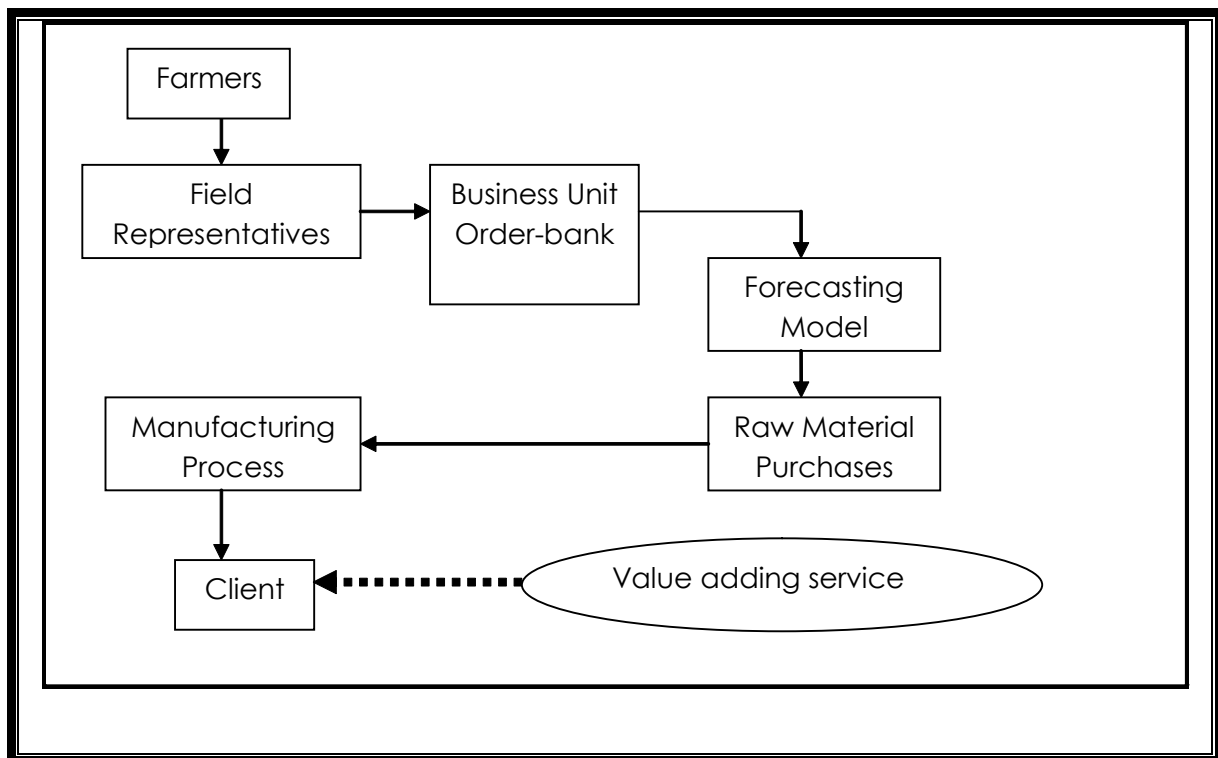 Farmers
Field
Representatives
Business Unit
Order-bank
Forecasting
Model
Manufacturing
Process
Raw Material
Purchases
Client
Value adding service